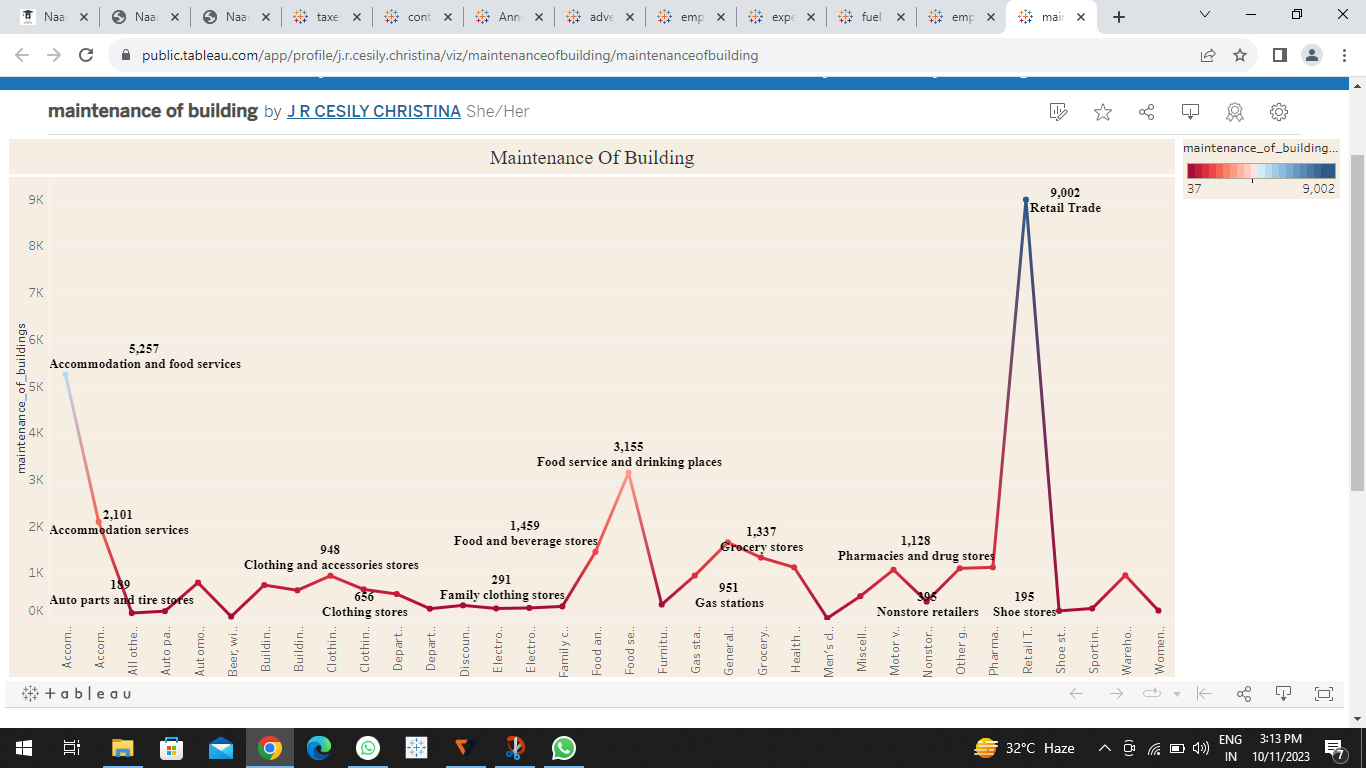 Naar
Naar
Naar
taxe
cont
Ann
adve
emp
expe
fuel
emp
mai
public.tableau.com/app/profile/j.r.cesily.christina/viz/maintenanceofbuilding/maintenanceofbuilding
maintenance of building by J R CESILY CHRISTINA She/Her
Maintenance Of Building
maintenance_of_building...
37 9,002
maintenance_of_buildings
9K
8K
7K
6K
5K
4K
3K
2K
1K
0K
9,002
Retail Trade
5,257
Accommodation and food services
3,155
Food service and drinking places
2,101
Accommodation services
1,459
Food and beverage stores
1,337
Grocery stores
1,128
Pharmacies and drug stores
948
Clothing and accessories stores
189
Auto parts and tire stores
656
Clothing stores
291
Family clothing stores
951
Gas stations
395
Nonstore retailers
195
Shoe stores
Accom..
Accom..
All othe..
Auto pa..
Automo..
Beer, wi..
Buildin..
Buildin..
Clothin..
Clothin..
Depart..
Depart..
Discoun..
Electro..
Electro..
Family c..
Food an..
Food se..
Furnitu..
Gas sta..
General..
Grocery..
Health ..
Men's d..
Miscell..
Motor v..
Nonstor..
Other g..
Pharma..
Retail T..
Shoe st..
Sportin..
Wareho..
Women..
+ a b l e a u
32°C Haze
ENG
IN
3:13 PM
10/11/2023
7